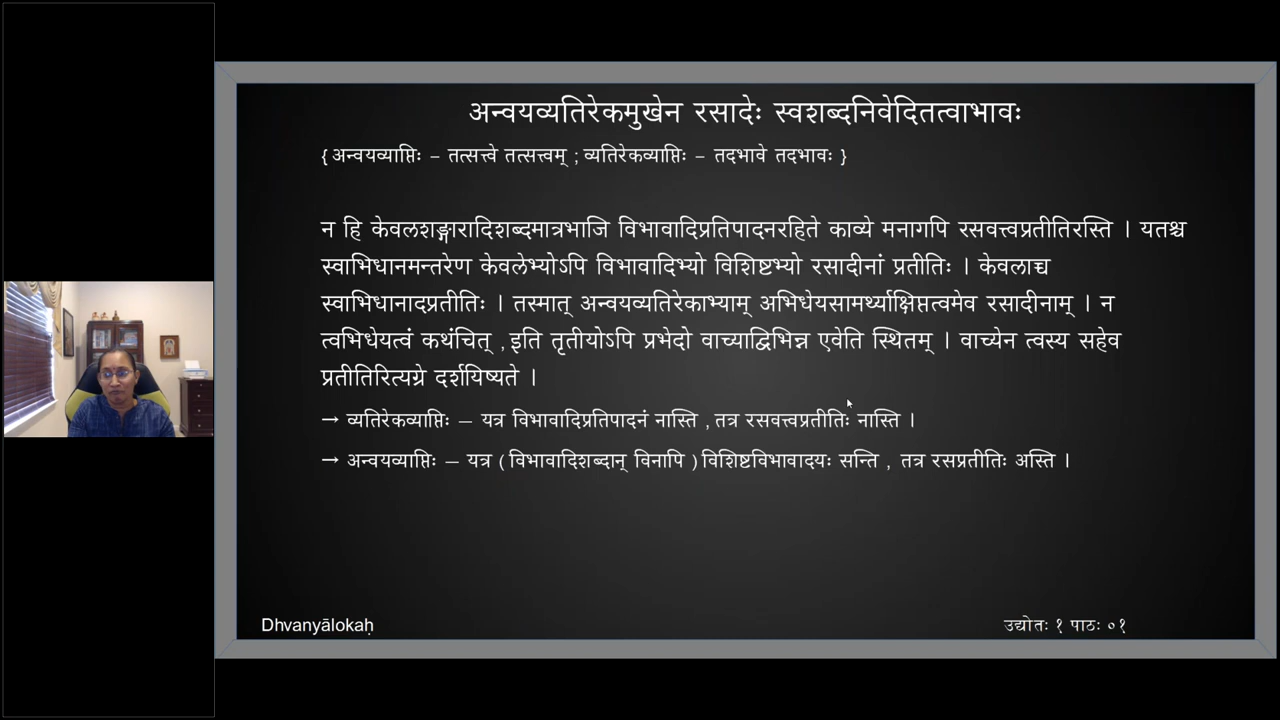 अन्वयव्यतिरेकमुखेन रसादेः स्वशब्दनिवेदितत्वाभावः
{ अन्वयव्याप्तिः – तत्सत्त्वे तत्सत्त्वम् ; व्यतिरेकव्याप्तिः – तदभावे तदभावः }
न हि केवलशृङ्गारादिशब्दमात्रभाजि विभावादिप्रतिपादनरहिते काव्ये मनागपि रसवत्त्वप्रतीतिरस्ति । यतश्च
स्वाभिधानमन्तरेण केवलेभ्योऽपि विभावादिभ्यो विशिष्टभ्यो रसादीनां प्रतीतिः । केवलाच्च
स्वाभिधानादप्रतीतिः । तस्मात् अन्वयव्यतिरेकाभ्याम् अभिधेयसामर्थ्याक्षिप्तत्वमेव रसादीनाम् । न
त्वभिधेयत्वं कथंचित् , इति तृतीयोऽपि प्रभेदो वाच्याद्विभिन्न एवेति स्थितम् । वाच्येन त्वस्य सहेव
प्रतीतिरित्यग्रे दर्शयिष्यते ।
→ व्यतिरेकव्याप्तिः – यत्र विभावादिप्रतिपादनं नास्ति , तत्र रसवत्त्वप्रतीतिः नास्ति ।
→ अन्वयव्याप्तिः – यत्र ( विभावादिशब्दान् विनापि ) विशिष्टविभावादयः सन्ति , तत्र रसप्रतीतिः अस्ति ।
Dhvanyālokaḥ
उद्योतः १ पाठः ०१